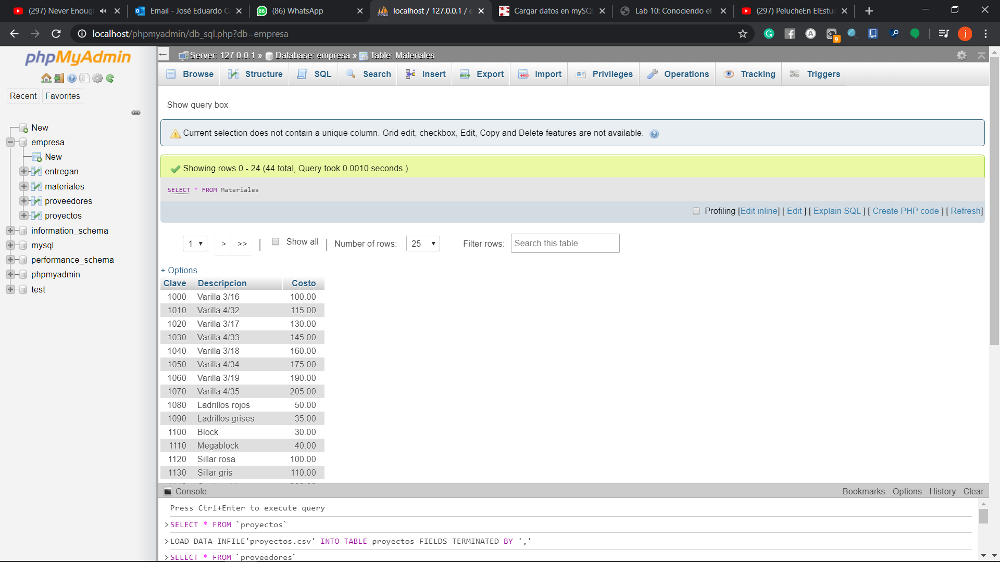 (297) Never Enoug
Email - José Eduardo C
(86) WhatsApp
localhost / 127.0.0.1 / e
Cargar datos en mySQ
Lab 10: Conociendo el
(297) PelucheEn ElEstu
localhost/phpmyadmin/db_sql.php?db=empresa
phpMyAdmin
Recent
Favorites
New
empresa
New
entregan
materiales
proveedores
proyectos
information_schema
mysql
performance_schema
phpmyadmin
test
Server: 127.0.0.1 » Database: empresa » Table: Materiales
Browse
Structure
SQL
Search
Insert
Export
Import
Privileges
Operations
Tracking
Triggers
Show query box
Current selection does not contain a unique column. Grid edit, checkbox, Edit, Copy and Delete features are not available.
Showing rows 0 - 24 (44 total, Query took 0.0010 seconds.)
SELECT * FROM Materiales
Profiling [Edit inline] [ Edit ] [ Explain SQL ] [ Create PHP code ] [ Refresh]
1 > >> | Show all | Number of rows: 25 Filter rows: Search this table
+ Options
Clave Descripcion Costo
1000 Varilla 3/16 100.00
1010 Varilla 4/32 115.00
1020 Varilla 3/17 130.00
1030 Varilla 4/33 145.00
1040 Varilla 3/18 160.00
1050 Varilla 4/34 175.00
1060 Varilla 3/19 190.00
1070 Varilla 4/35 205.00
1080 Ladrillos rojos 50.00
1090 Ladrillos grises 35.00
1100 Block 30.00
1110 Megablock 40.00
1120 Sillar rosa 100.00
1130 Sillar gris 110.00
Console
Bookmarks Options History Clear
Press Ctrl+Enter to execute query
>SELECT * FROM `proyectos`
>LOAD DATA INFILE'proyectos.csv' INTO TABLE proyectos FIELDS TERMINATED BY ','
>SELECT * FROM `proveedores`